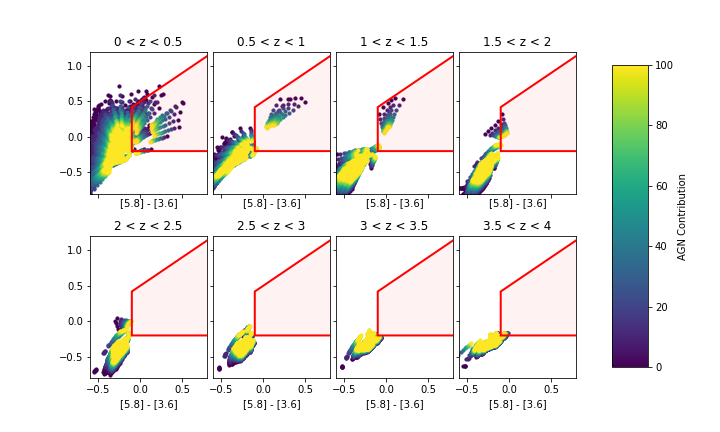 0 < z < 0.5 0.5 < z < 1 1 < z < 1.5 1.5 < z < 2
1.0
0.5
0.0
−0.5
[5.8] - [3.6] [5.8] - [3.6] [5.8] - [3.6] [5.8] - [3.6]
2 < z < 2.5 2.5 < z < 3 3 < z < 3.5 3.5 < z < 4
1.0
0.5
0.0
−0.5
−0.5 0.0 0.5 −0.5 0.0 0.5 −0.5 0.0 0.5 −0.5 0.0 0.5
[5.8] - [3.6] [5.8] - [3.6] [5.8] - [3.6] [5.8] - [3.6]
100
80
60
40
20
0
AGN Contribution